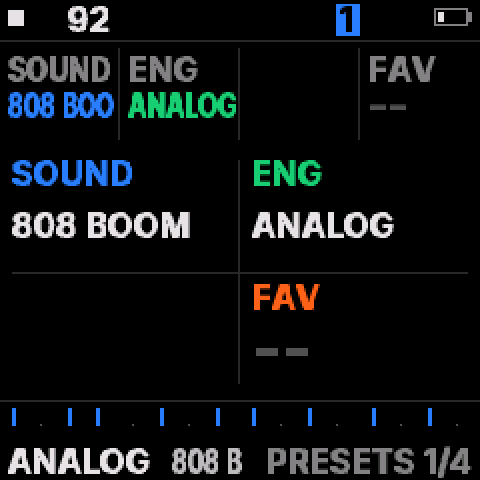 92 1
SOUND ENG FAV
808 BOO ANALOG --
SOUND ENG
808 BOOM ANALOG
FAV
--
ANALOG 808 B PRESETS 1/4